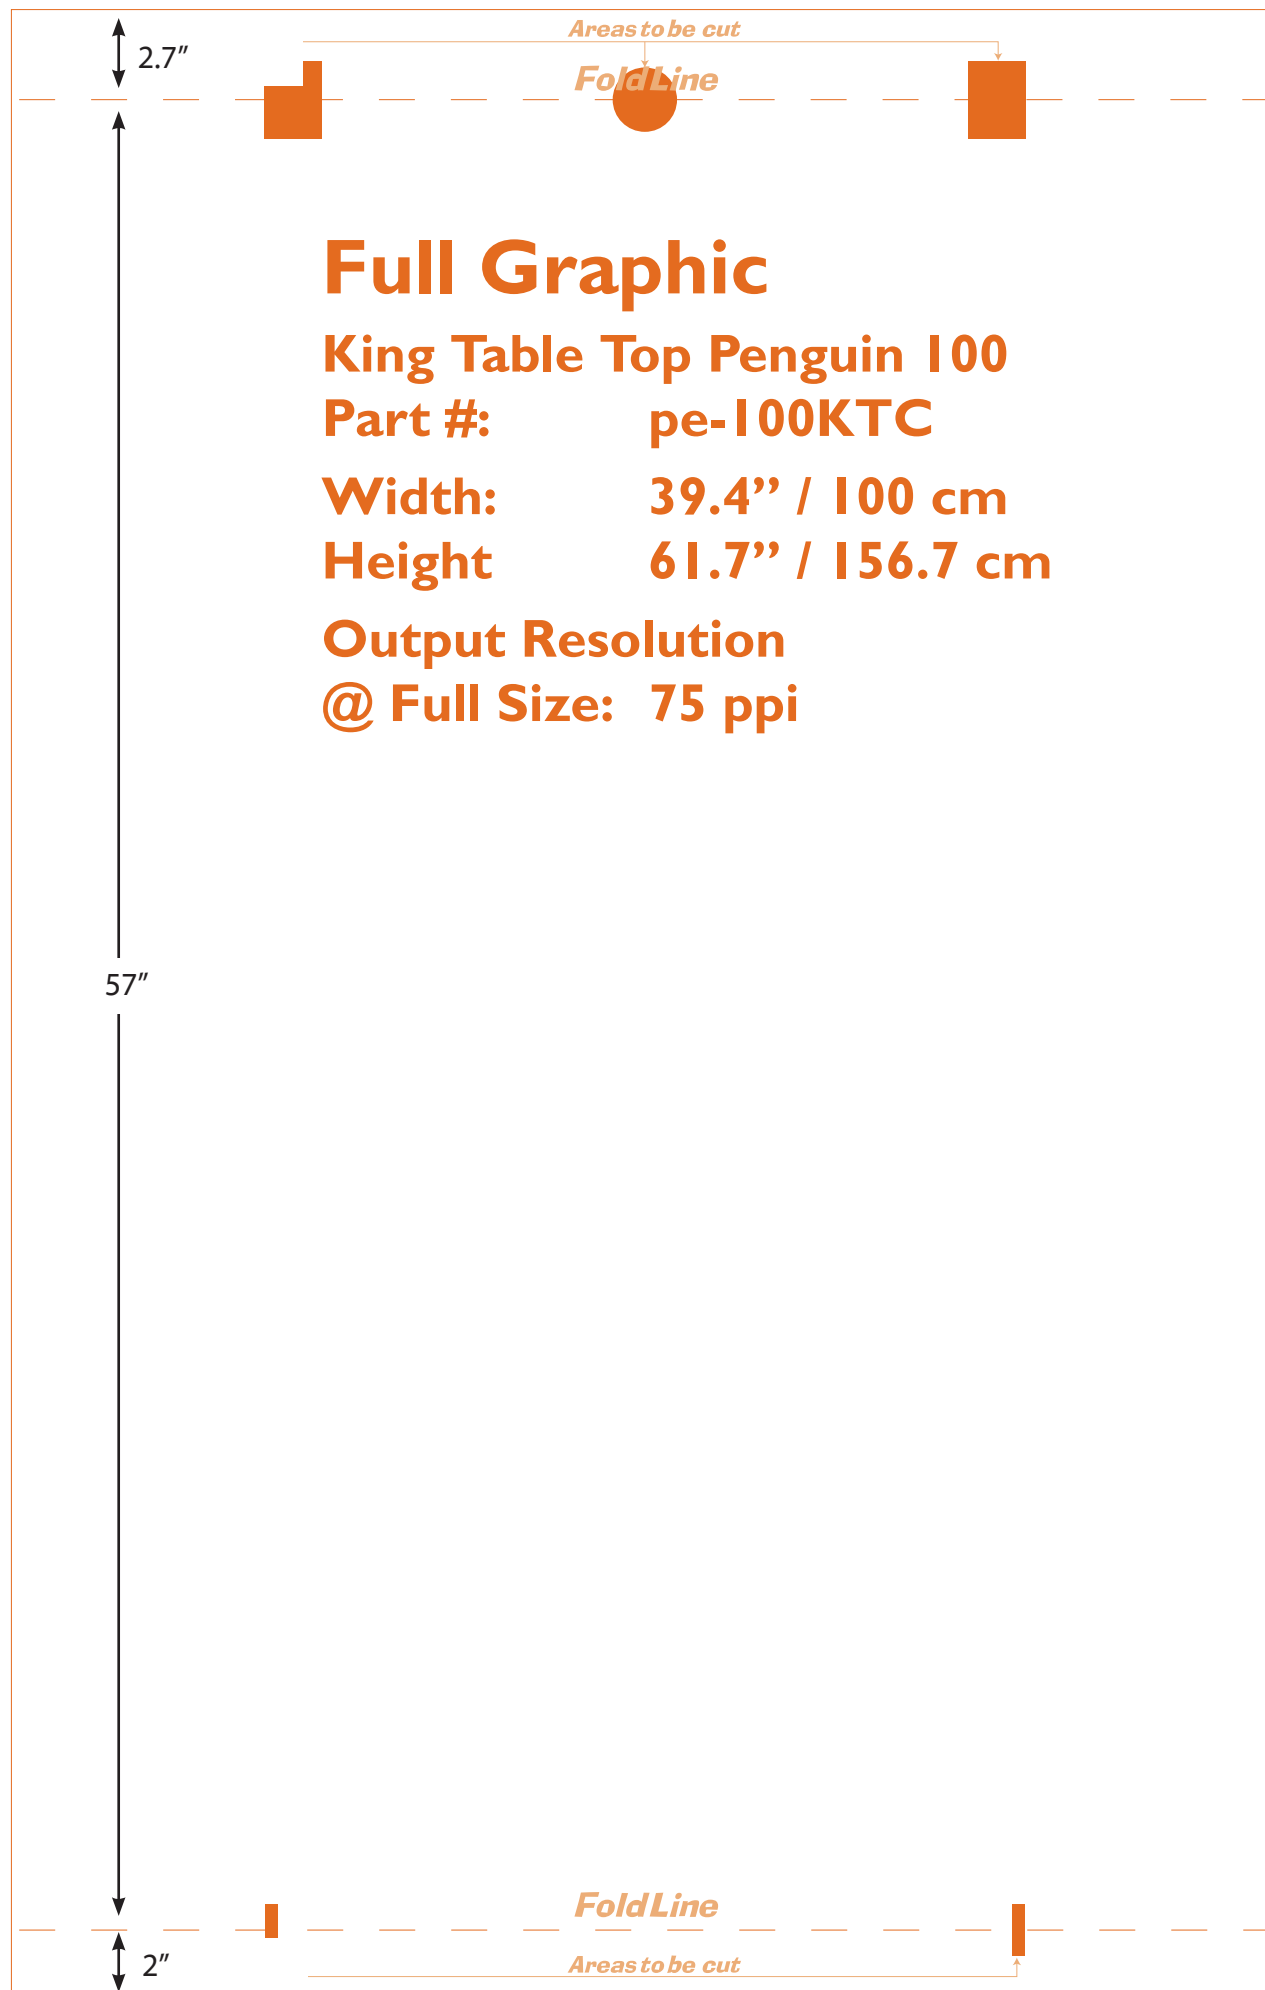 Areas to be cut
2.7”
Fold Line
Full Graphic
King Table Top Penguin 100
Part #: pe-100KTC
Width: 39.4’’ / 100 cm
Height 61.7’’ / 156.7 cm
Output Resolution
@ Full Size: 75 ppi
57”
Fold Line
2”
Areas to be cut